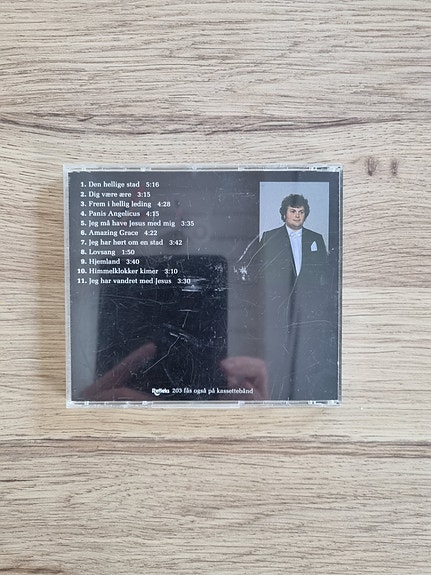 1. Den hellige stad 5:16
2. Dig være ære 3:15
3. Frem i hellig leding 4:28
4. Panis Angelicus 4:15
5. Jeg må have Jesus med mig 3:35
6. Amazing Grace 4:22
7. Jeg har hørt om en stad 3:42
8. Lovsang 1:50
9. Hjemland 3:40
10. Himmelklokker kimer 3:10
11. Jeg har vandret med Jesus 3:30
Refleks 203 fås også på kassettebånd